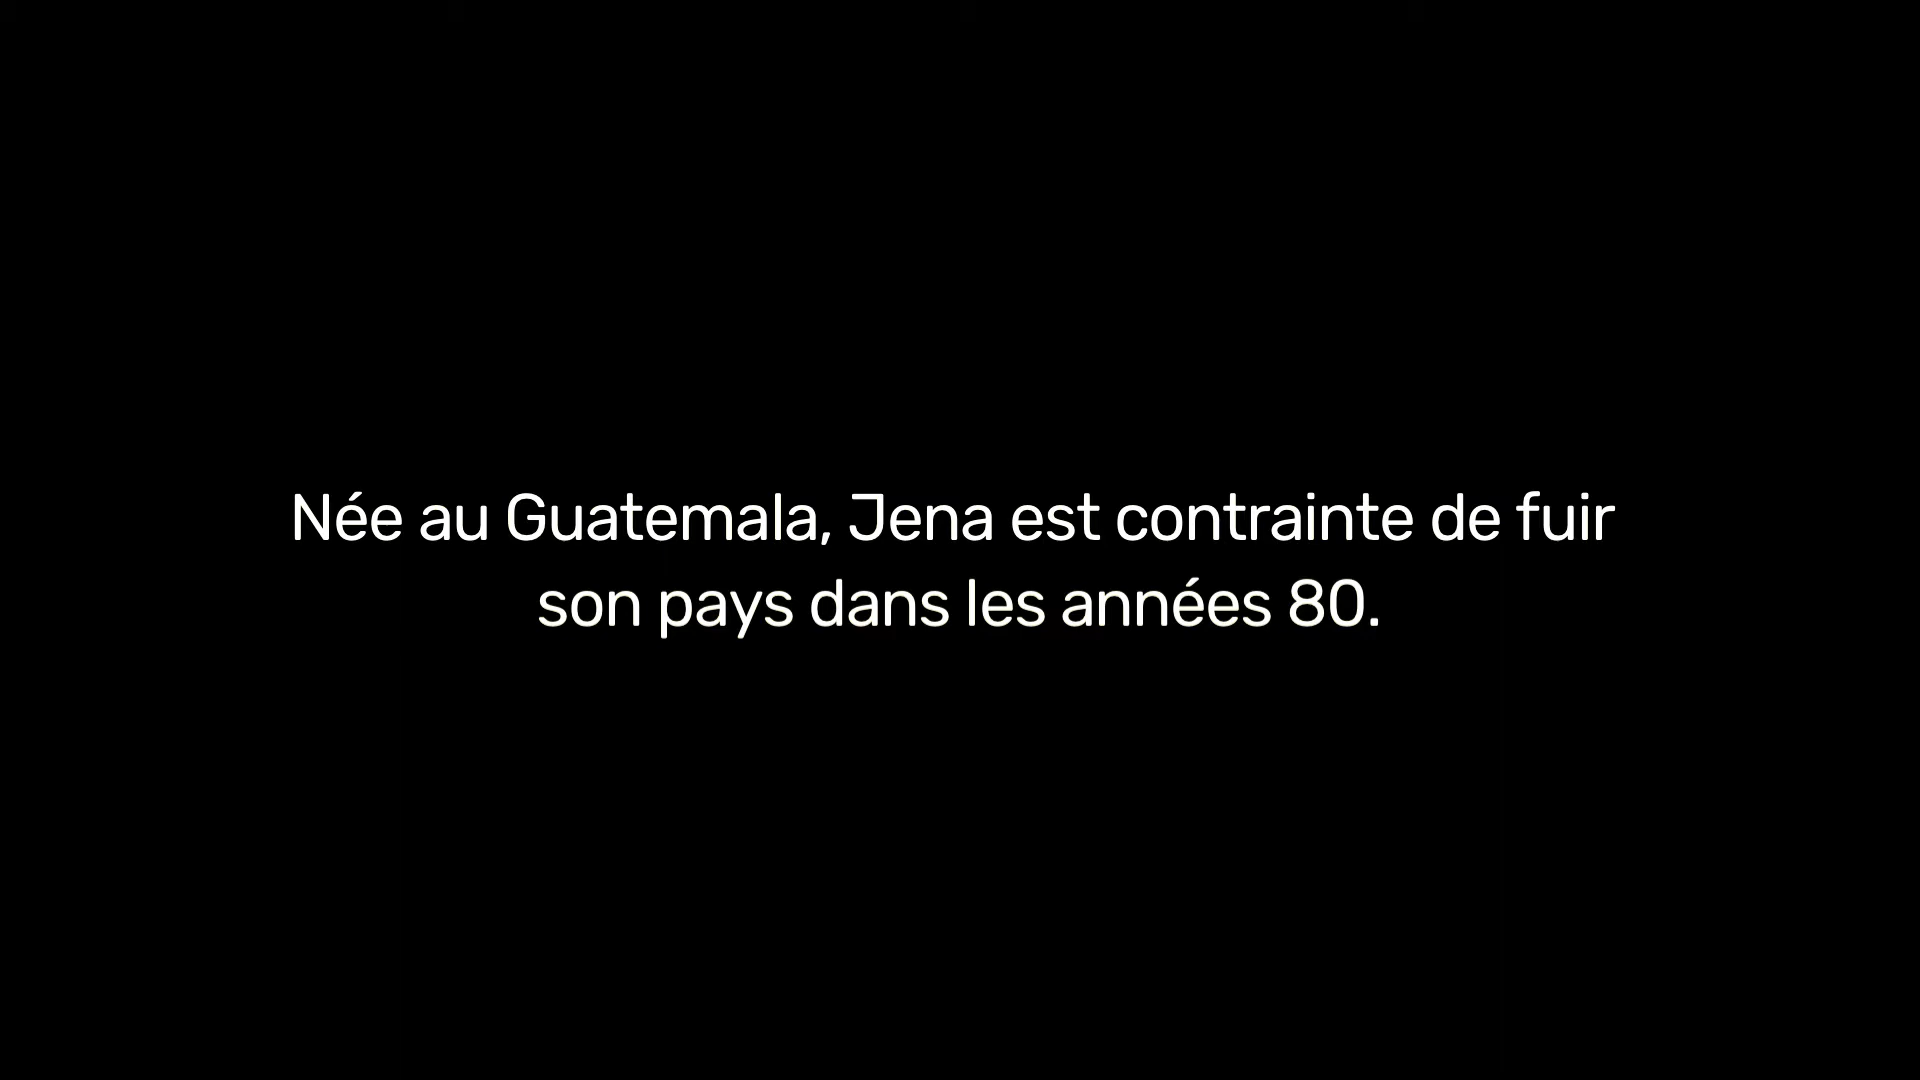 Née au Guatemala, Jena est contrainte de fuir
son pays dans les années 80.